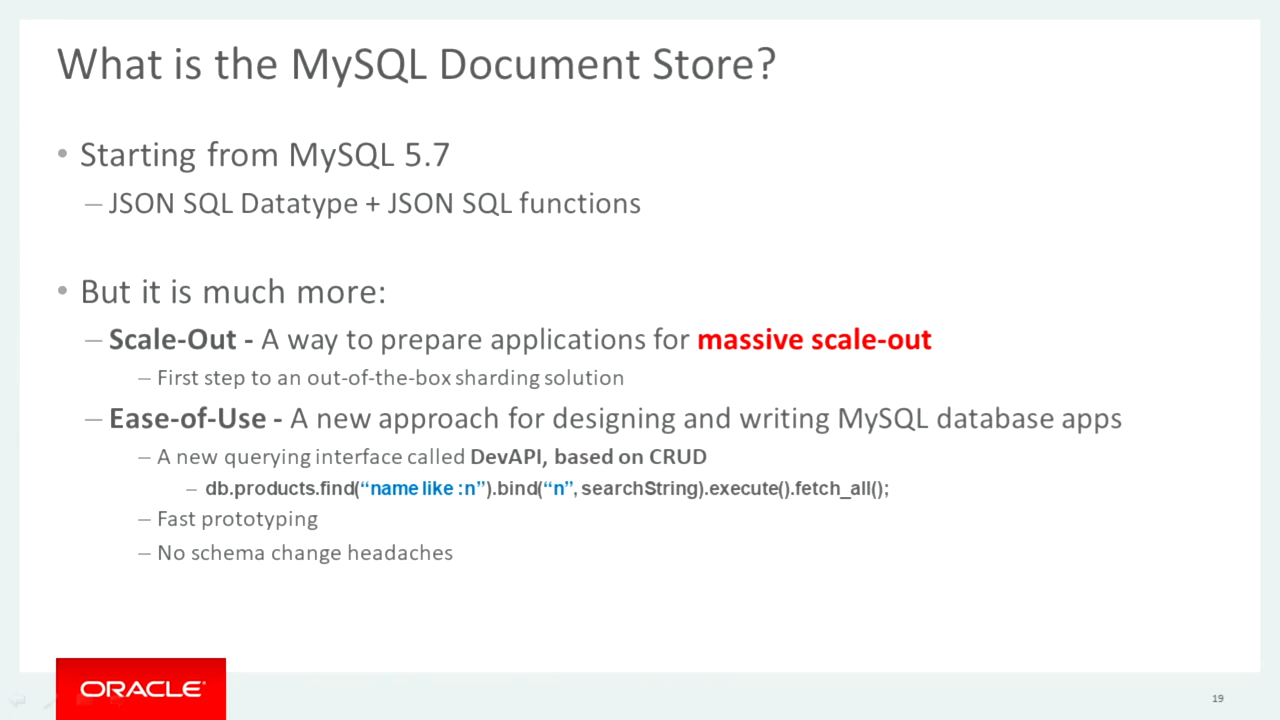 What is the MySQL Document Store?
• Starting from MySQL 5.7
– JSON SQL Datatype + JSON SQL functions
• But it is much more:
– Scale-Out - A way to prepare applications for massive scale-out
– First step to an out-of-the-box sharding solution
– Ease-of-Use - A new approach for designing and writing MySQL database apps
– A new querying interface called DevAPI, based on CRUD
– db.products.find(“name like :n”).bind(“n”, searchString).execute().fetch_all();
– Fast prototyping
– No schema change headaches
ORACLE®
19